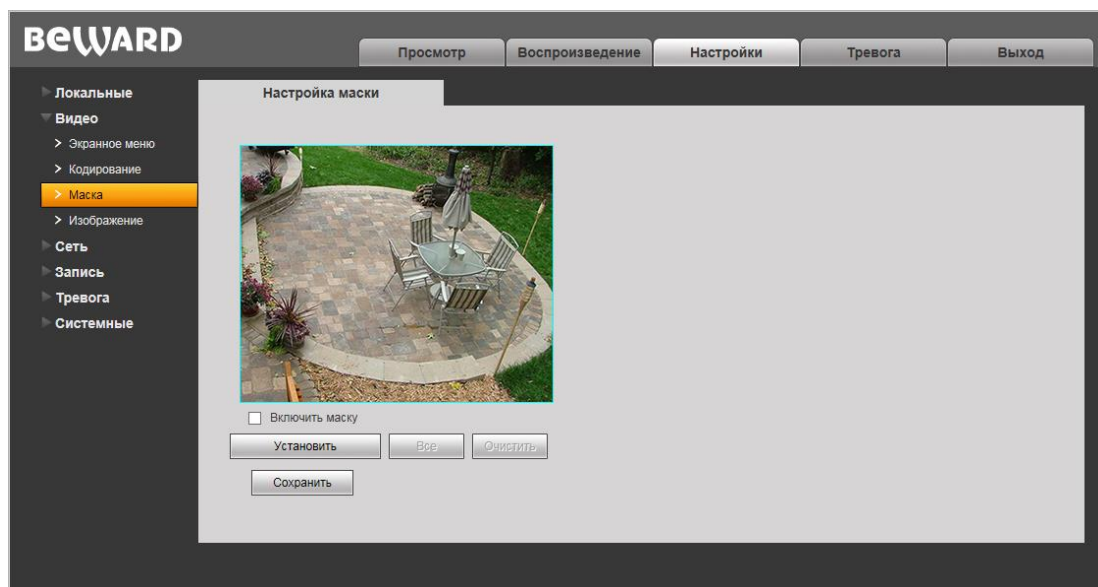 BEWARD
Просмотр
Воспроизведение
Настройки
Тревога
Выход
Локальные
Видео
Экранное меню
Кодирование
Маска
Изображение
Сеть
Запись
Тревога
Системные
Настройка маски
Включить маску
Установить
Все
Очистить
Сохранить